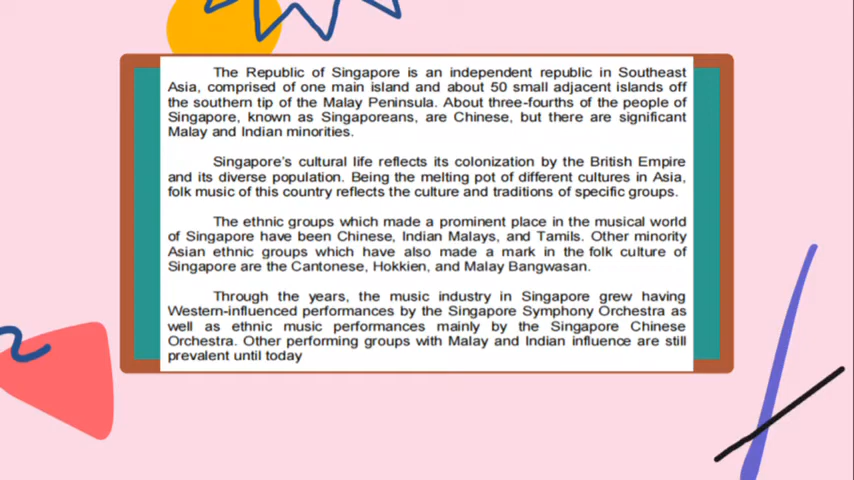 The Republic of Singapore is an independent republic in Southeast
Asia, comprised of one main island and about 50 small adjacent islands off
the southern tip of the Malay Peninsula. About three-fourths of the people of
Singapore, known as Singaporeans, are Chinese, but there are significant
Malay and Indian minorities.
Singapore's cultural life reflects its colonization by the British Empire
and its diverse population. Being the melting pot of different cultures in Asia,
folk music of this country reflects the culture and traditions of specific groups.
The ethnic groups which made a prominent place in the musical world
of Singapore have been Chinese, Indian Malays, and Tamils. Other minority
Asian ethnic groups which have also made a mark in the folk culture of
Singapore are the Cantonese, Hokkien, and Malay Bangwasan.
Through the years, the music industry in Singapore grew having
Western-influenced performances by the Singapore Symphony Orchestra as
well as ethnic music performances mainly by the Singapore Chinese
Orchestra. Other performing groups with Malay and Indian influence are still
prevalent until today